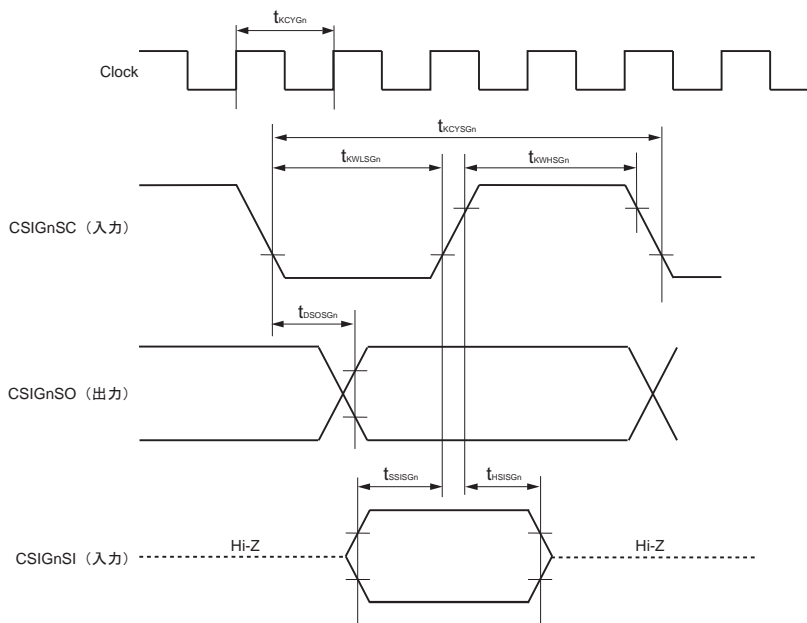 tKCYGn
Clock
tKCYSGn
tKWLSGn
tKWHSGn
CSIGnSC（入力）
tDSOSGn
CSIGnSO（出力）
tSSISGn
tHSISGn
Hi-Z
Hi-Z
CSIGnSI（入力）